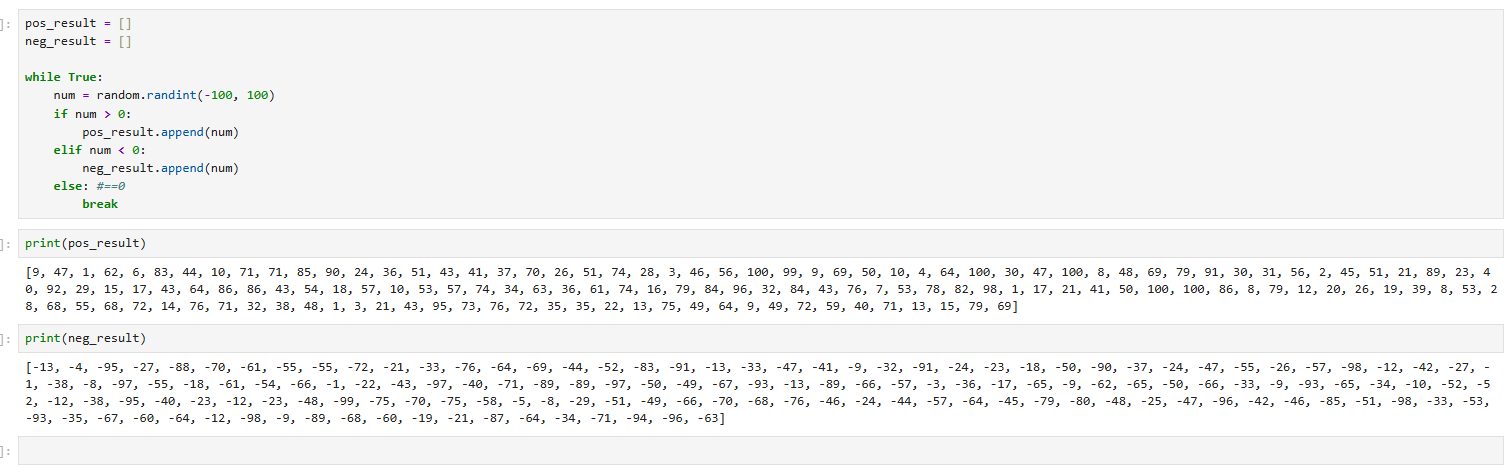 ]:
pos_result = []
neg_result = []
while True:
    num = random.randint(-100, 100)
    if num > 0:
        pos_result.append(num)
    elif num < 0:
        neg_result.append(num)
    else: #==0
        break
]:
print(pos_result)
[9, 47, 1, 62, 6, 83, 44, 10, 71, 71, 85, 90, 24, 36, 51, 43, 41, 37, 70, 26, 51, 74, 28, 3, 46, 56, 100, 99, 9, 69, 50, 10, 4, 64, 100, 30, 47, 100, 8, 48, 69, 79, 91, 30, 31, 56, 2, 45, 51, 21, 89, 23, 4
0, 92, 29, 15, 17, 43, 64, 86, 86, 43, 54, 18, 57, 10, 53, 57, 74, 34, 63, 36, 61, 74, 16, 79, 84, 96, 32, 84, 43, 76, 7, 53, 78, 82, 98, 1, 17, 21, 41, 50, 100, 100, 86, 8, 79, 12, 20, 26, 19, 39, 8, 53, 2
8, 68, 55, 68, 72, 14, 76, 71, 32, 38, 48, 1, 3, 21, 43, 95, 73, 76, 72, 35, 35, 22, 13, 75, 49, 64, 9, 49, 72, 59, 40, 71, 13, 15, 79, 69]
]:
print(neg_result)
[-13, -4, -95, -27, -88, -70, -61, -55, -55, -72, -21, -33, -76, -64, -69, -44, -52, -83, -91, -13, -33, -47, -41, -9, -32, -91, -24, -23, -18, -50, -90, -37, -24, -47, -55, -26, -57, -98, -12, -42, -27, -
1, -38, -8, -97, -55, -18, -61, -54, -66, -1, -22, -43, -97, -40, -71, -89, -89, -97, -50, -49, -67, -93, -13, -89, -66, -57, -3, -36, -17, -65, -9, -62, -65, -50, -66, -33, -9, -93, -65, -34, -10, -52, -5
2, -12, -38, -95, -40, -23, -12, -23, -48, -99, -75, -70, -75, -58, -5, -8, -29, -51, -49, -66, -70, -68, -76, -46, -24, -44, -57, -64, -45, -79, -80, -48, -25, -47, -96, -42, -46, -85, -51, -98, -33, -53,
-93, -35, -67, -60, -64, -12, -98, -9, -89, -68, -60, -19, -21, -87, -64, -34, -71, -94, -96, -63]
]: